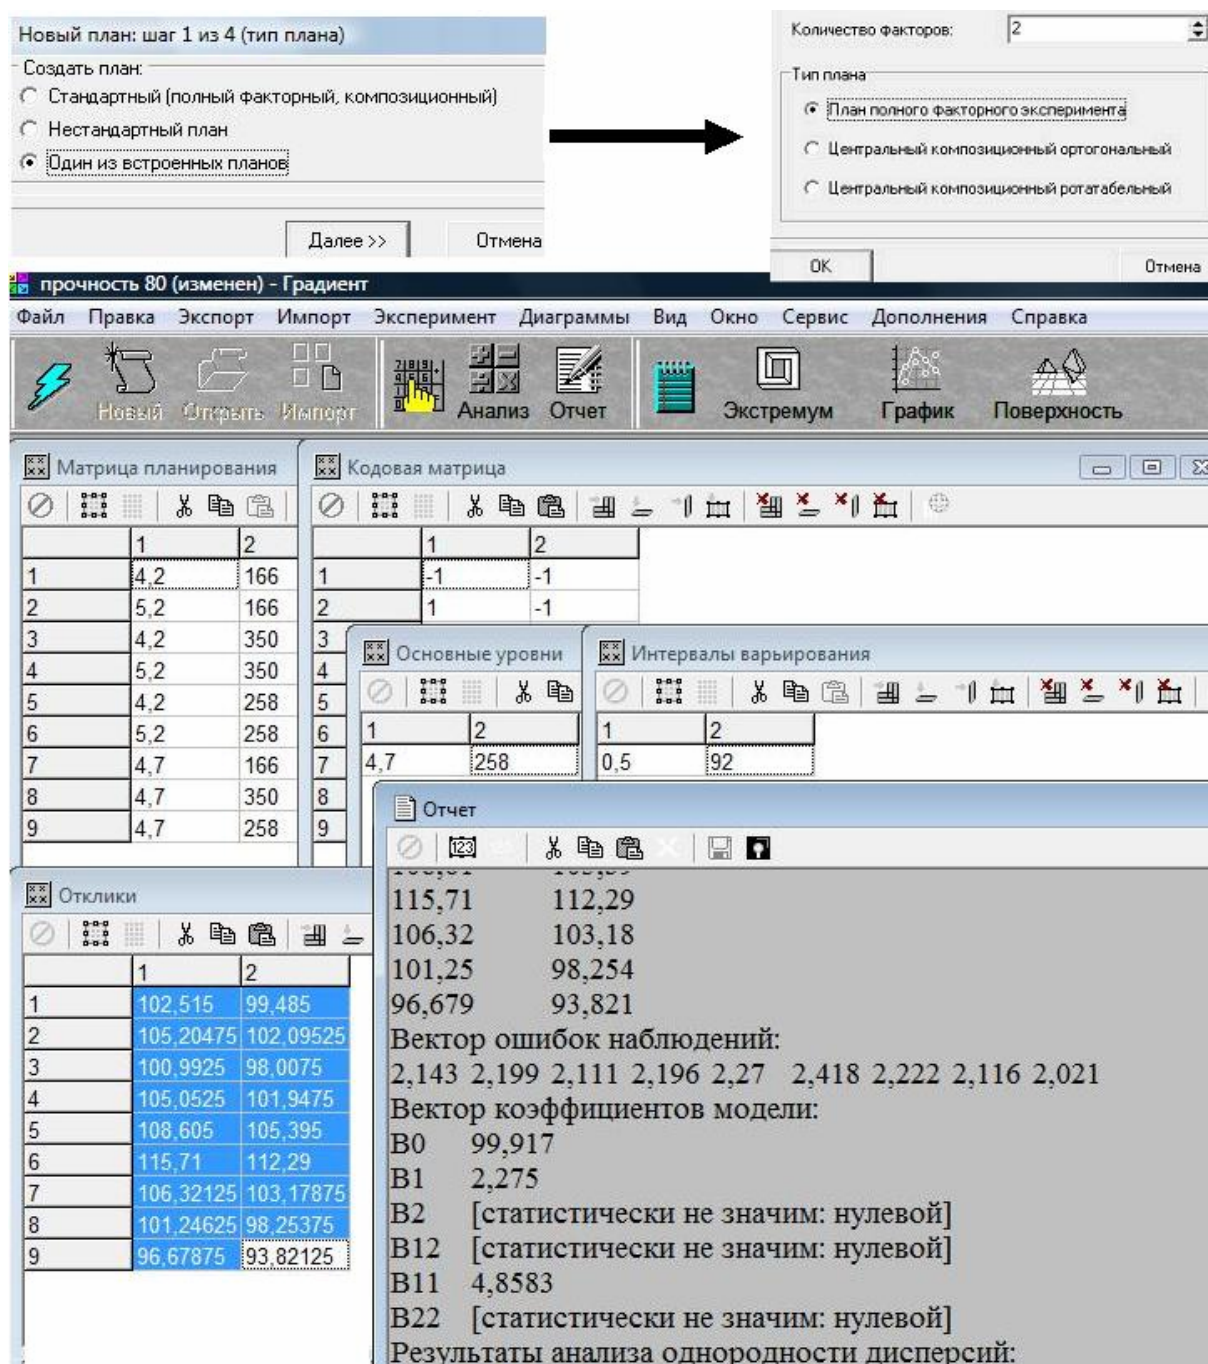 Новый план: шаг 1 из 4 (тип плана)
Создать план:
Стандартный (полный факторный, композиционный)
Нестандартный план
Один из встроенных планов
Далее >>
Отмена
Количество факторов: 2
Тип плана
План полного факторного эксперимента
Центральный композиционный ортогональный
Центральный композиционный ротатабельный
OK
Отмена
прочность 80 (изменен) - Градиент
Файл Правка Экспорт Импорт Эксперимент Диаграммы Вид Окно Сервис Дополнения Справка
Новый Открыть Импорт Анализ Отчет Экстремум График Поверхность
Матрица планирования
1 2
1 4,2 166
2 5,2 166
3 4,2 350
4 5,2 350
5 4,2 258
6 5,2 258
7 4,7 166
8 4,7 350
9 4,7 258
Кодовая матрица
1 2
1 -1 -1
2 1 -1
3
4
5
6
7
8
9
Основные уровни
1 2
4,7 258
Интервалы варьирования
1 2
0,5 92
Отклики
1 2
1 102,515 99,485
2 105,20475 102,09525
3 100,9925 98,0075
4 105,0525 101,9475
5 108,605 105,395
6 115,71 112,29
7 106,32125 103,17875
8 101,24625 98,25375
9 96,67875 93,82125
Отчет
115,71 112,29
106,32 103,18
101,25 98,254
96,679 93,821
Вектор ошибок наблюдений:
2,143 2,199 2,111 2,196 2,27 2,418 2,222 2,116 2,021
Вектор коэффициентов модели:
B0 99,917
B1 2,275
B2 [статистически не значим: нулевой]
B12 [статистически не значим: нулевой]
B11 4,8583
B22 [статистически не значим: нулевой]
Результаты анализа однородности дисперсий: